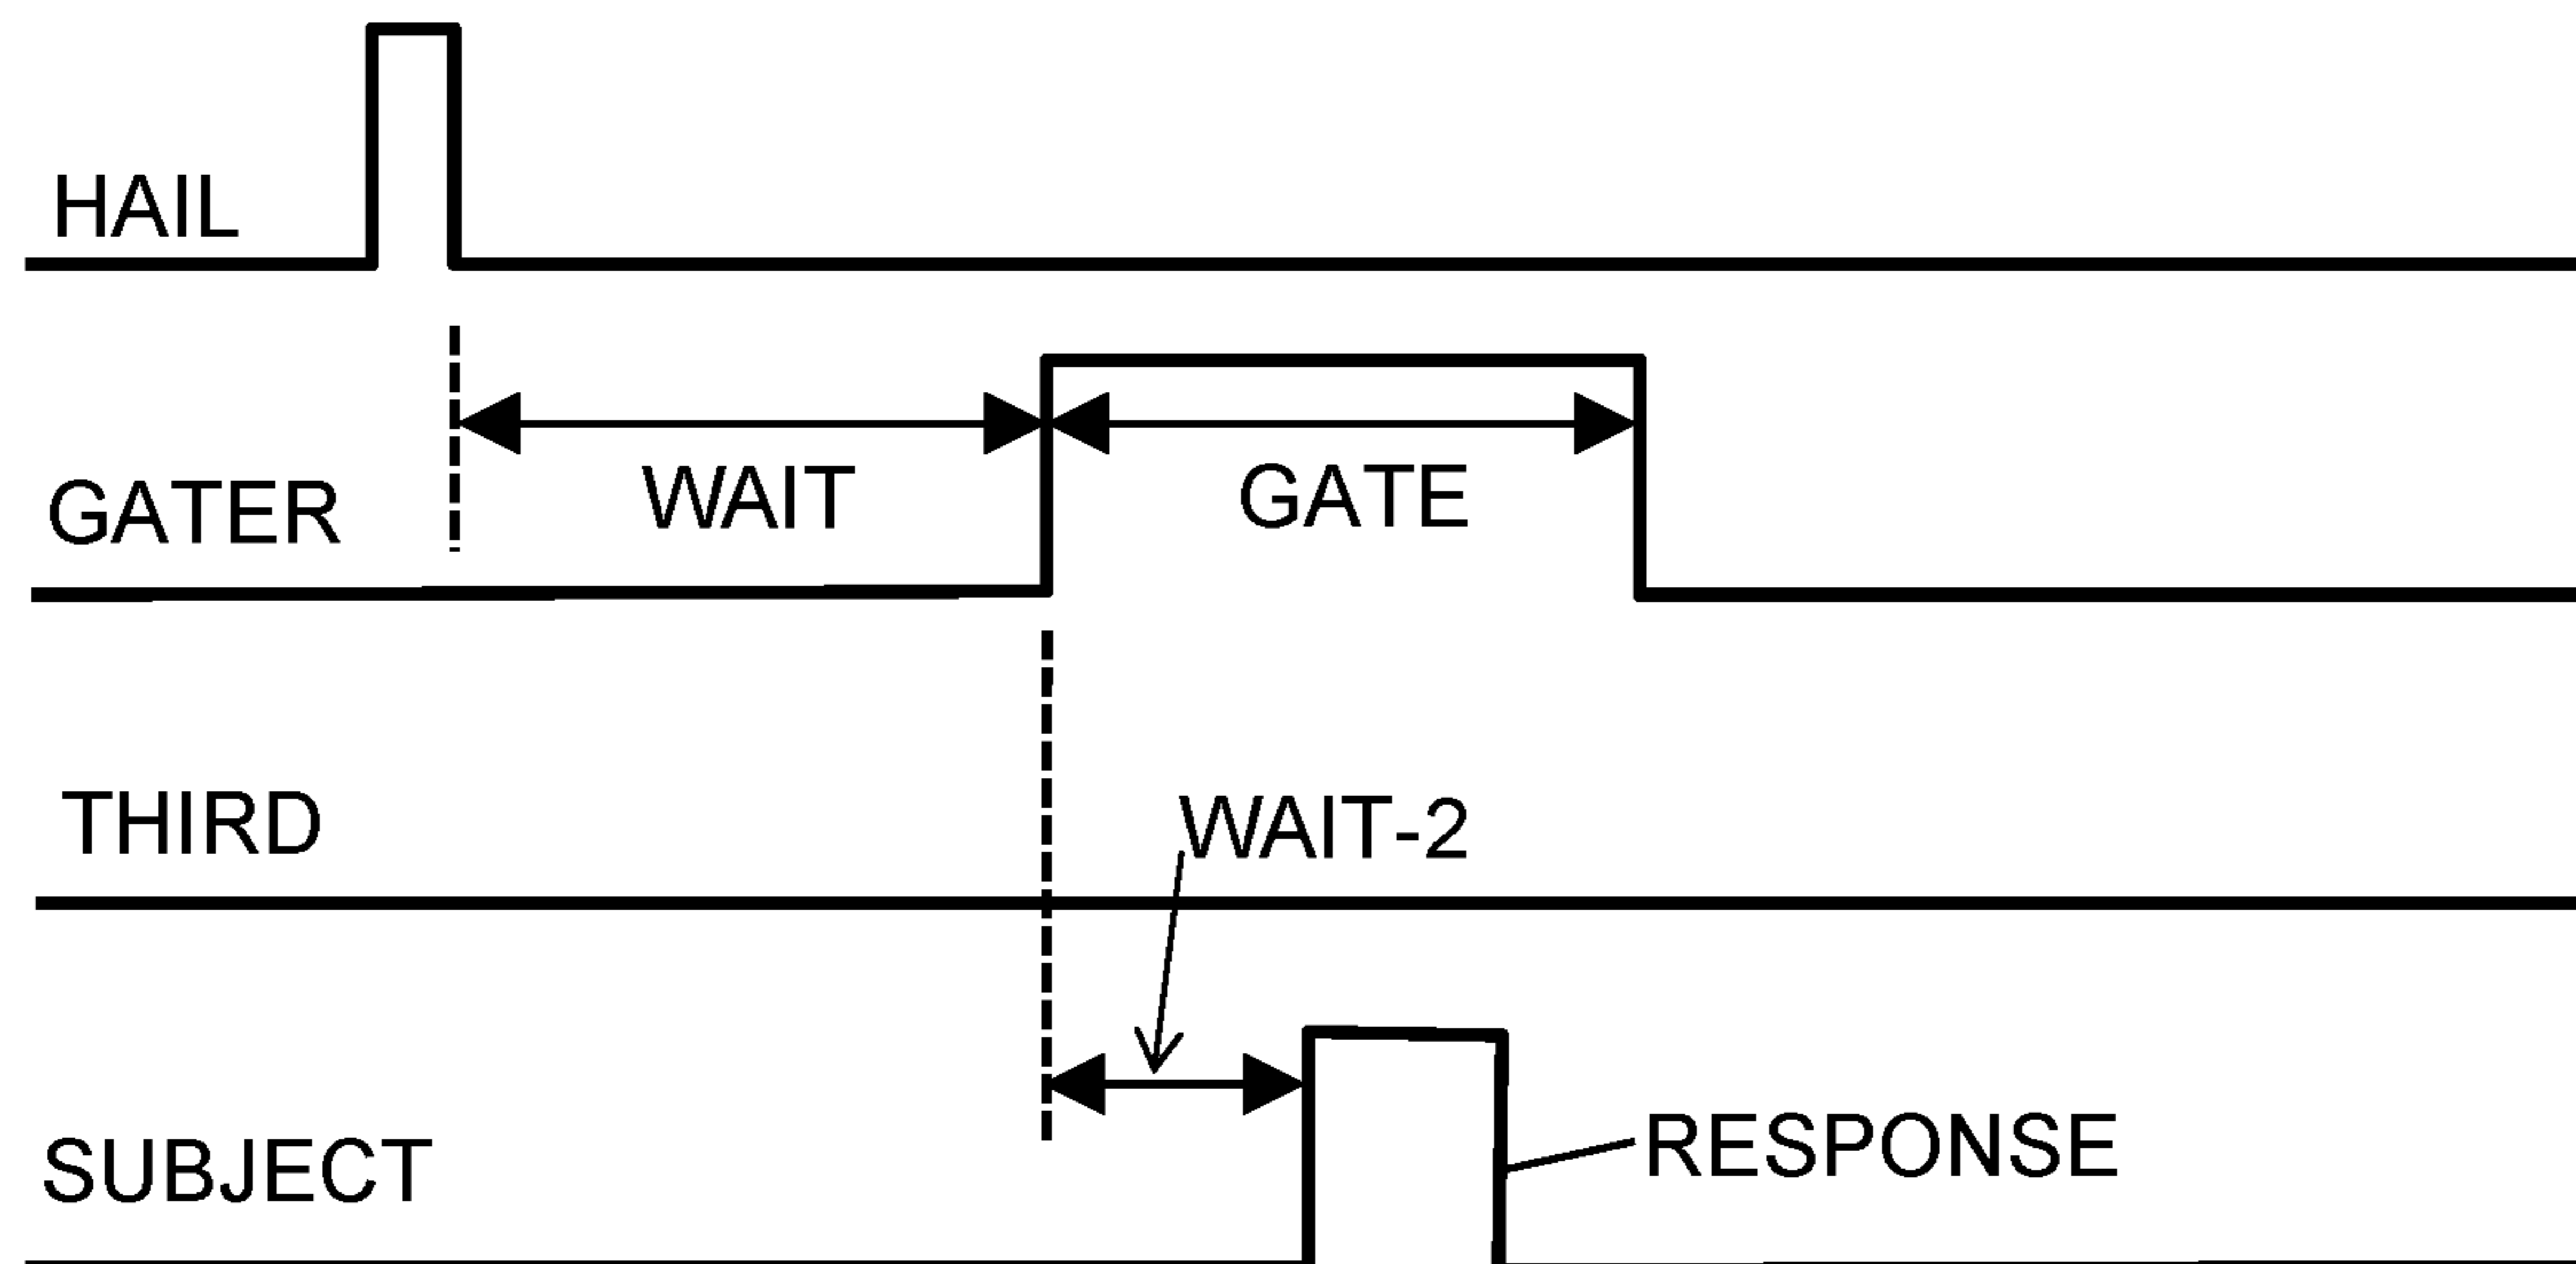 HAIL
WAIT
GATE
GATER
WAIT-2
THIRD
RESPONSE
SUBJECT